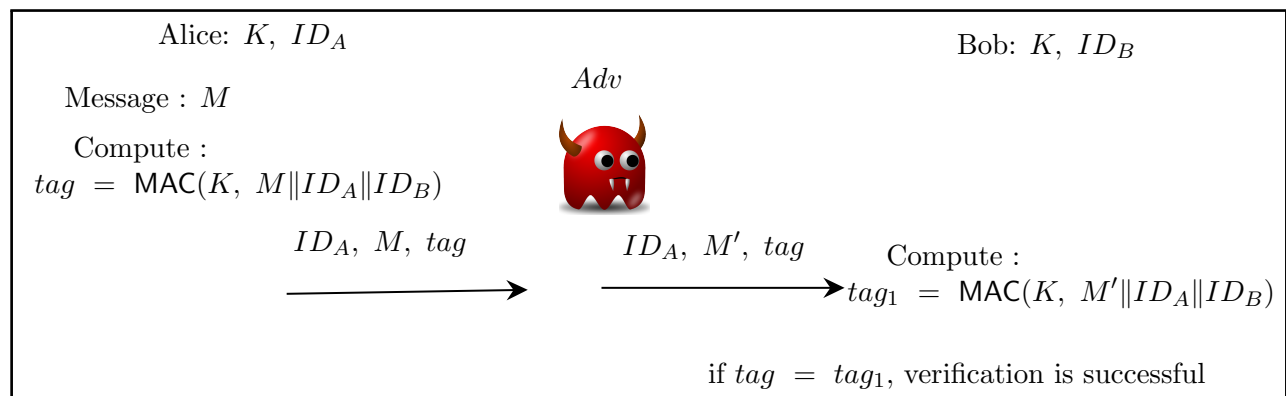 Alice: K, ID_A
Bob: K, ID_B
Adv
Message : M
Compute :
tag = MAC(K, M‖ID_A‖ID_B)
ID_A, M, tag
ID_A, M′, tag
Compute :
tag_1 = MAC(K, M′‖ID_A‖ID_B)
if tag = tag_1, verification is successful